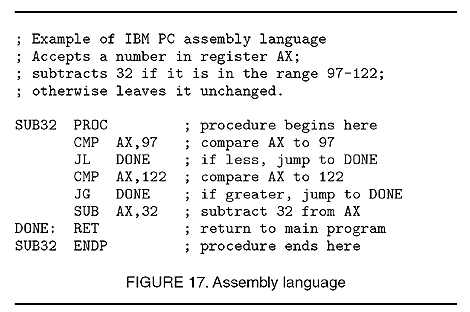 ; Example of IBM PC assembly language
; Accepts a number in register AX;
; subtracts 32 if it is in the range 97-122;
; otherwise leaves it unchanged.
SUB32 PROC ; procedure begins here
CMP AX,97 ; compare AX to 97
JL DONE ; if less, jump to DONE
CMP AX,122 ; compare AX to 122
JG DONE ; if greater, jump to DONE
SUB AX,32 ; subtract 32 from AX
DONE: RET ; return to main program
SUB32 ENDP ; procedure ends here
FIGURE 17. Assembly language